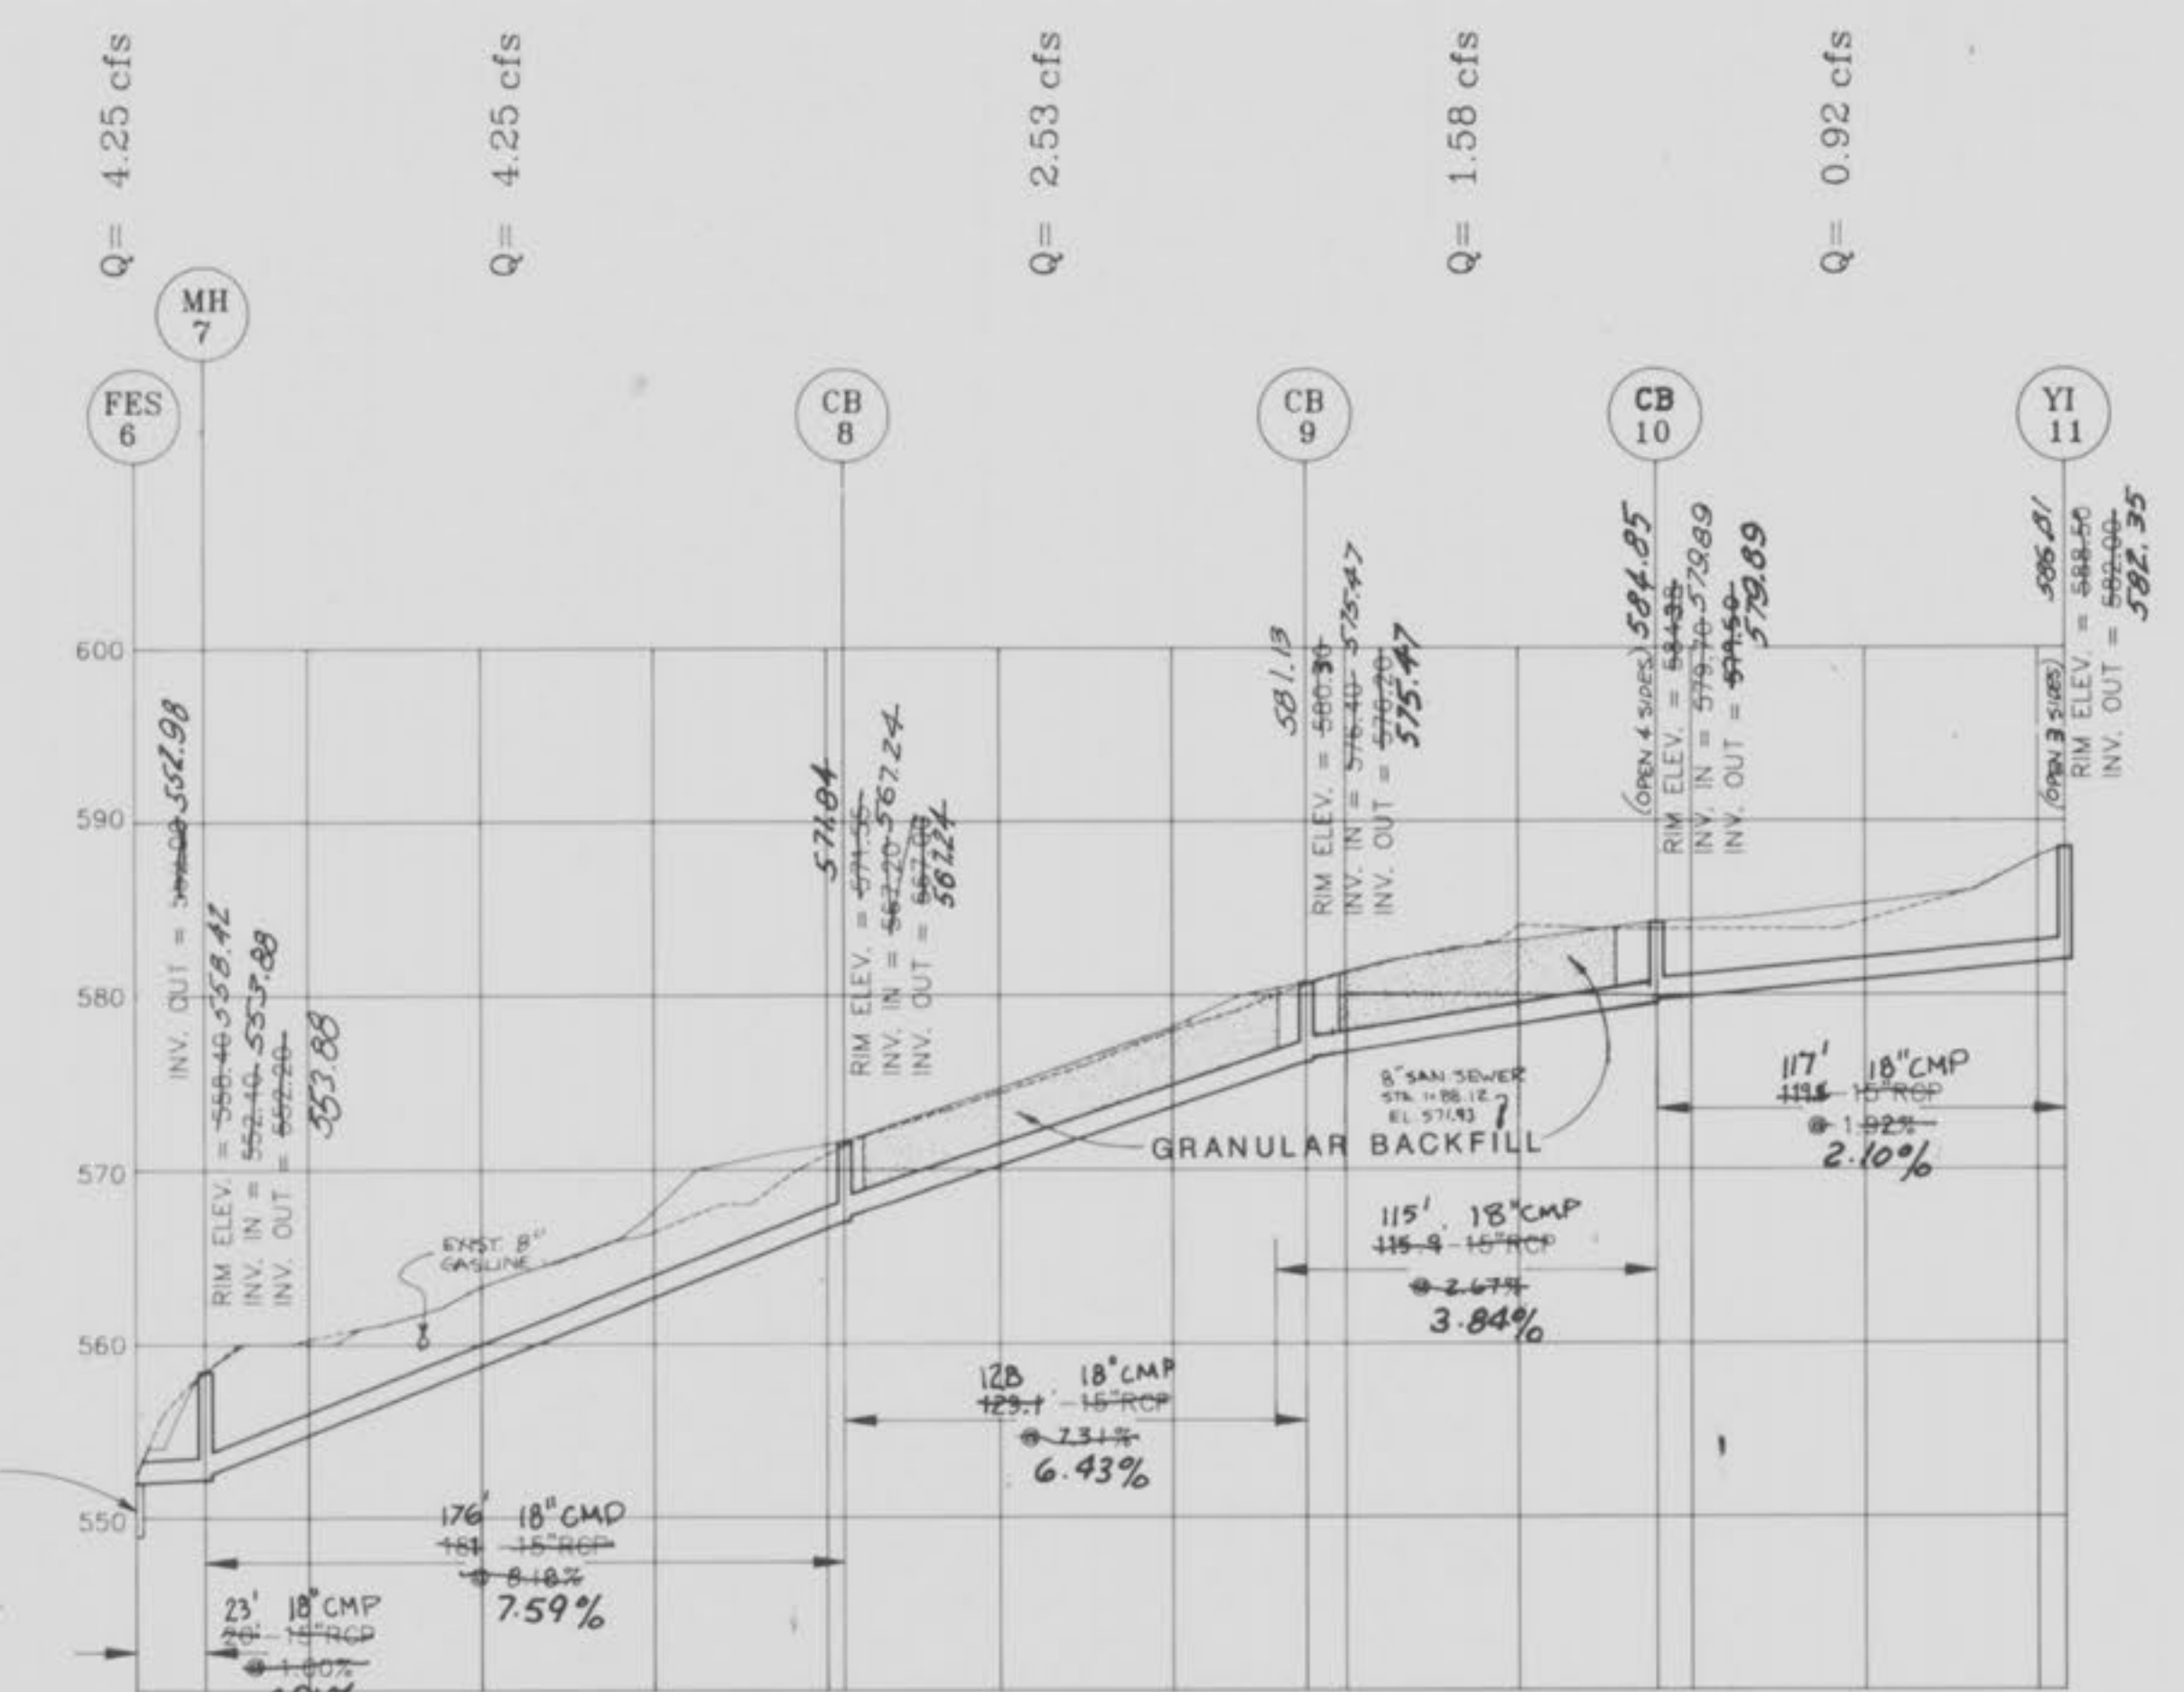 Q= 4.25 cfs
Q= 4.25 cfs
Q= 2.53 cfs
Q= 1.58 cfs
Q= 0.92 cfs
MH
7
FES
6
CB
8
CB
9
CB
10
YI
11
600
590
580
570
560
550
INV. OUT = 552.98
RIM ELEV. = 558.40 558.42
INV. IN = 552.40 553.88
INV. OUT = 552.20
553.88
571.84
RIM ELEV. = 571.56
INV. IN = 567.20 567.24
INV. OUT = 567.00
567.24
581.13
RIM ELEV. = 580.30
INV. IN = 576.40 575.47
INV. OUT = 576.20
575.47
(OPEN 4 SIDES) 584.85
RIM ELEV. = 584.38
INV. IN = 579.70 579.89
INV. OUT = 579.50
579.89
(OPEN 3 SIDES) 586.81
RIM ELEV. = 588.50
INV. OUT = 582.00
582.35
EXIST. 8"
GASLINE
8" SAN. SEWER
STA. 1+88.12
EL. 571.93
GRANULAR BACKFILL
117' 18"CMP
119.8 15"RCP
@ 1.92%
2.10%
115' 18"CMP
115.9 - 15"RCP
@ 2.67%
3.84%
128 18"CMP
129.1' - 15"RCP
@ 7.31%
6.43%
176' 18"CMP
181 15"RCP
@ 8.18%
7.59%
23' 18"CMP
RCP
@ 1.00%